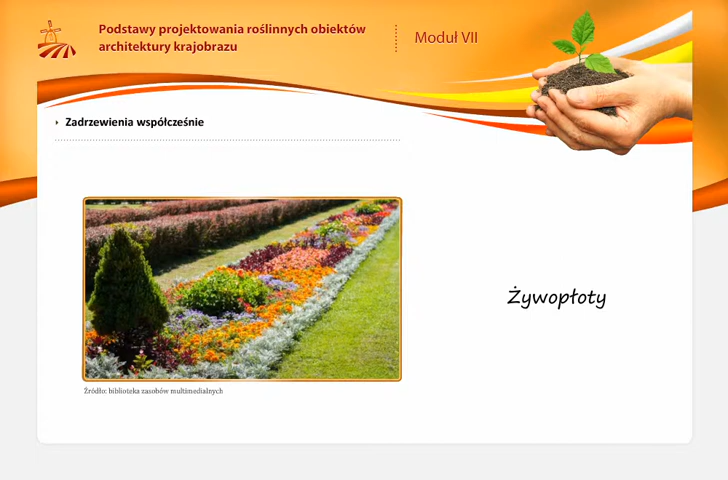 Podstawy projektowania roślinnych obiektów
architektury krajobrazu
Moduł VII
Zadrzewienia współcześnie
Żywopłoty
Źródło: biblioteka zasobów multimedialnych